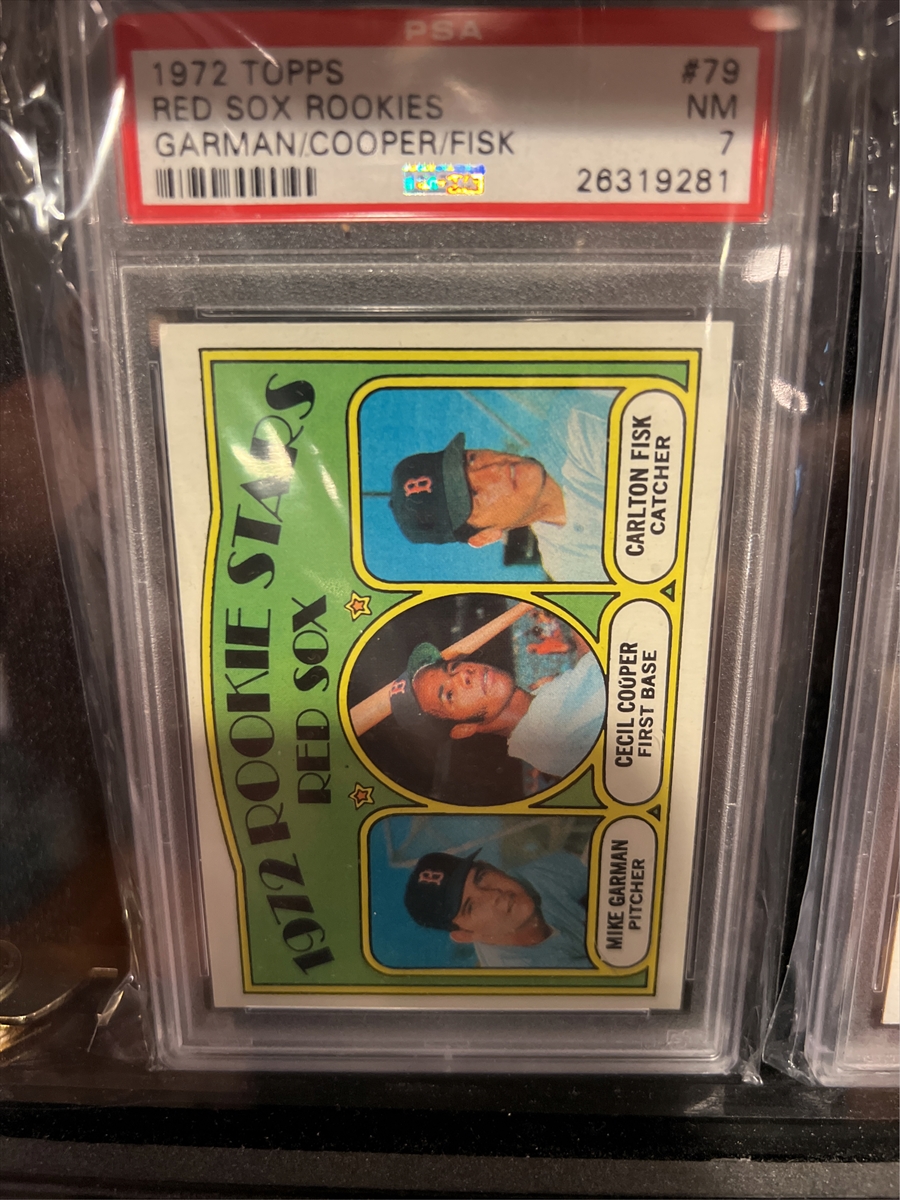 PSA
1972 TOPPS #79
RED SOX ROOKIES NM
GARMAN/COOPER/FISK 7
26319281
1972 ROOKIE STARS
RED SOX
B
MIKE GARMAN
PITCHER
B
CECIL COOPER
FIRST BASE
B
CARLTON FISK
CATCHER